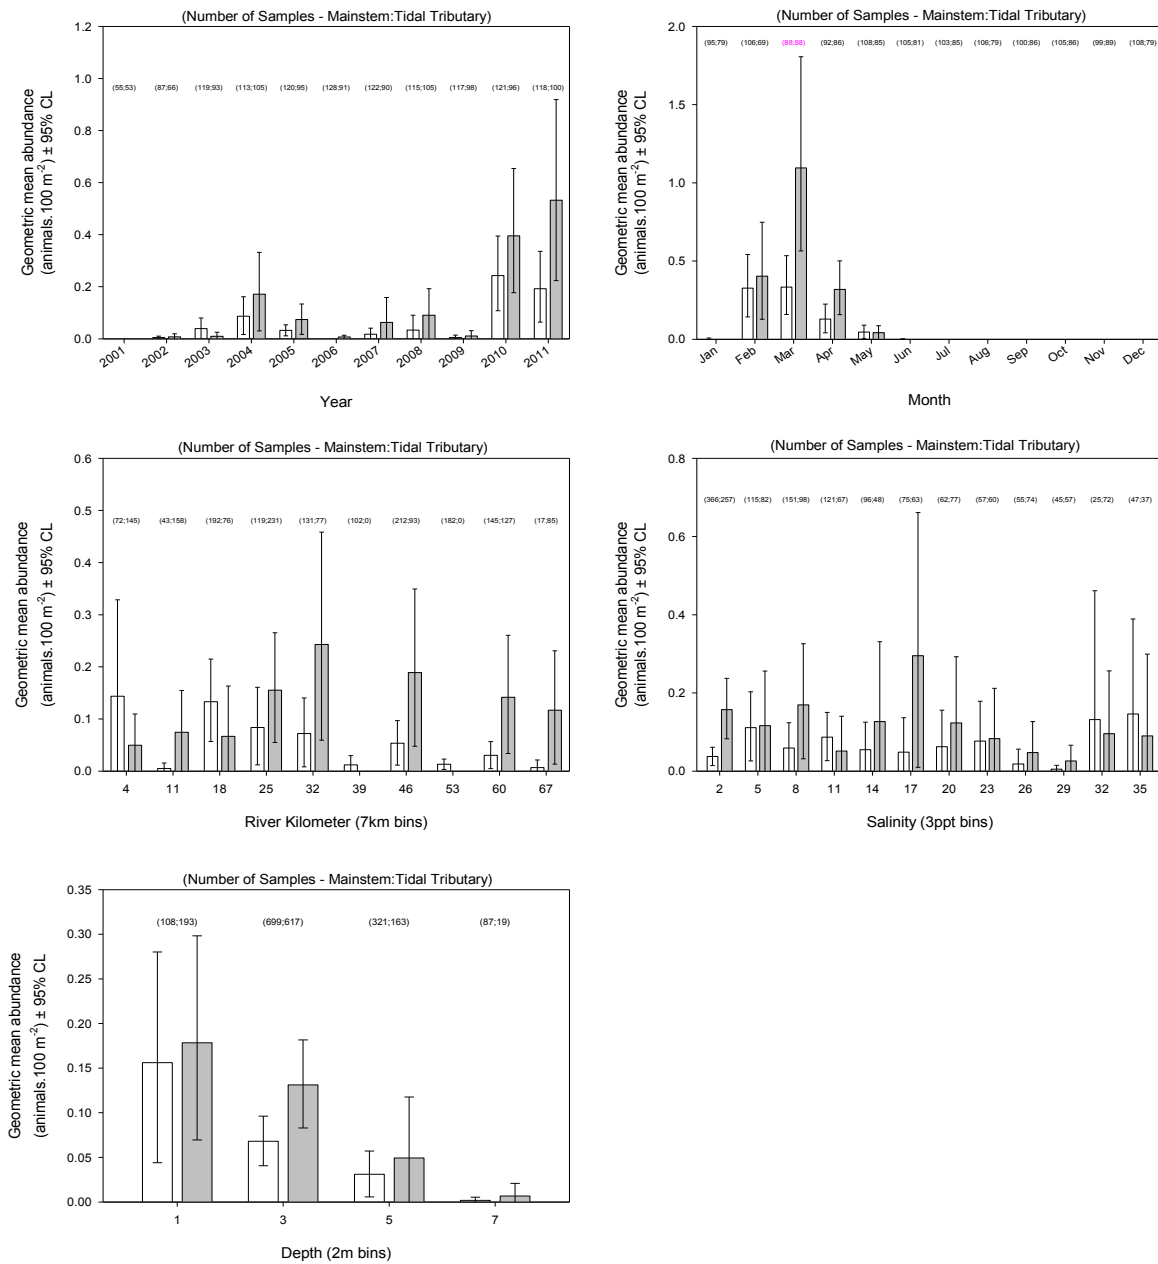 (Number of Samples - Mainstem:Tidal Tributary)
1.2
1.0
0.8
0.6
0.4
0.2
0.0
Geometric mean abundance
(animals.100 m-2) ± 95% CL
(55;53) (87;66) (119;93) (113;105) (120;95) (128;91) (122;90) (115;105) (117;98) (121;96) (118;100)
2001 2002 2003 2004 2005 2006 2007 2008 2009 2010 2011
Year
(Number of Samples - Mainstem:Tidal Tributary)
2.0
1.5
1.0
0.5
0.0
Geometric mean abundance
(animals.100 m-2) ± 95% CL
(95;79) (106;69) (88;88) (92;86) (108;85) (105;81) (103;85) (106;79) (100;86) (105;86) (99;89) (108;79)
Jan Feb Mar Apr May Jun Jul Aug Sep Oct Nov Dec
Month
(Number of Samples - Mainstem:Tidal Tributary)
0.6
0.5
0.4
0.3
0.2
0.1
0.0
Geometric mean abundance
(animals.100 m-2) ± 95% CL
(72;145) (43;158) (192;76) (119;231) (131;77) (102;0) (212;93) (182;0) (145;127) (17;85)
4 11 18 25 32 39 46 53 60 67
River Kilometer (7km bins)
(Number of Samples - Mainstem:Tidal Tributary)
0.8
0.6
0.4
0.2
0.0
Geometric mean abundance
(animals.100 m-2) ± 95% CL
(366;257) (115;82) (151;98) (121;67) (96;48) (75;63) (62;77) (57;60) (55;74) (45;57) (25;72) (47;37)
2 5 8 11 14 17 20 23 26 29 32 35
Salinity (3ppt bins)
(Number of Samples - Mainstem:Tidal Tributary)
0.35
0.30
0.25
0.20
0.15
0.10
0.05
0.00
Geometric mean abundance
(animals.100 m-2) ± 95% CL
(108;193) (699;617) (321;163) (87;19)
1 3 5 7
Depth (2m bins)